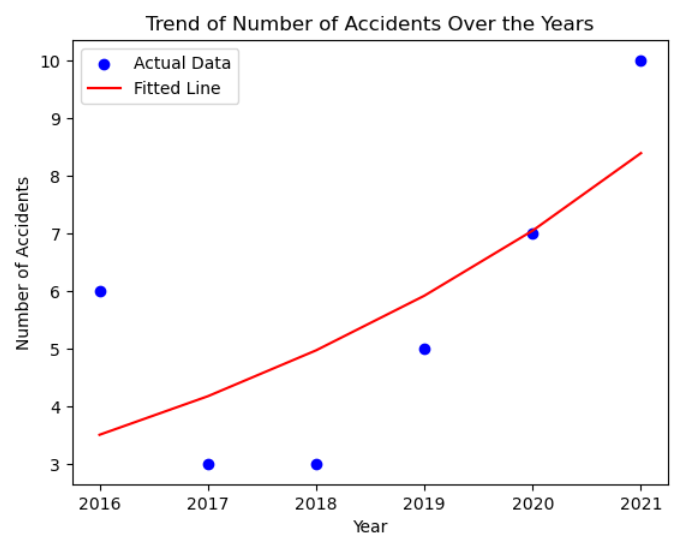 Trend of Number of Accidents Over the Years
Actual Data
Fitted Line
10
9
8
7
6
5
4
3
Number of Accidents
2016 2017 2018 2019 2020 2021
Year